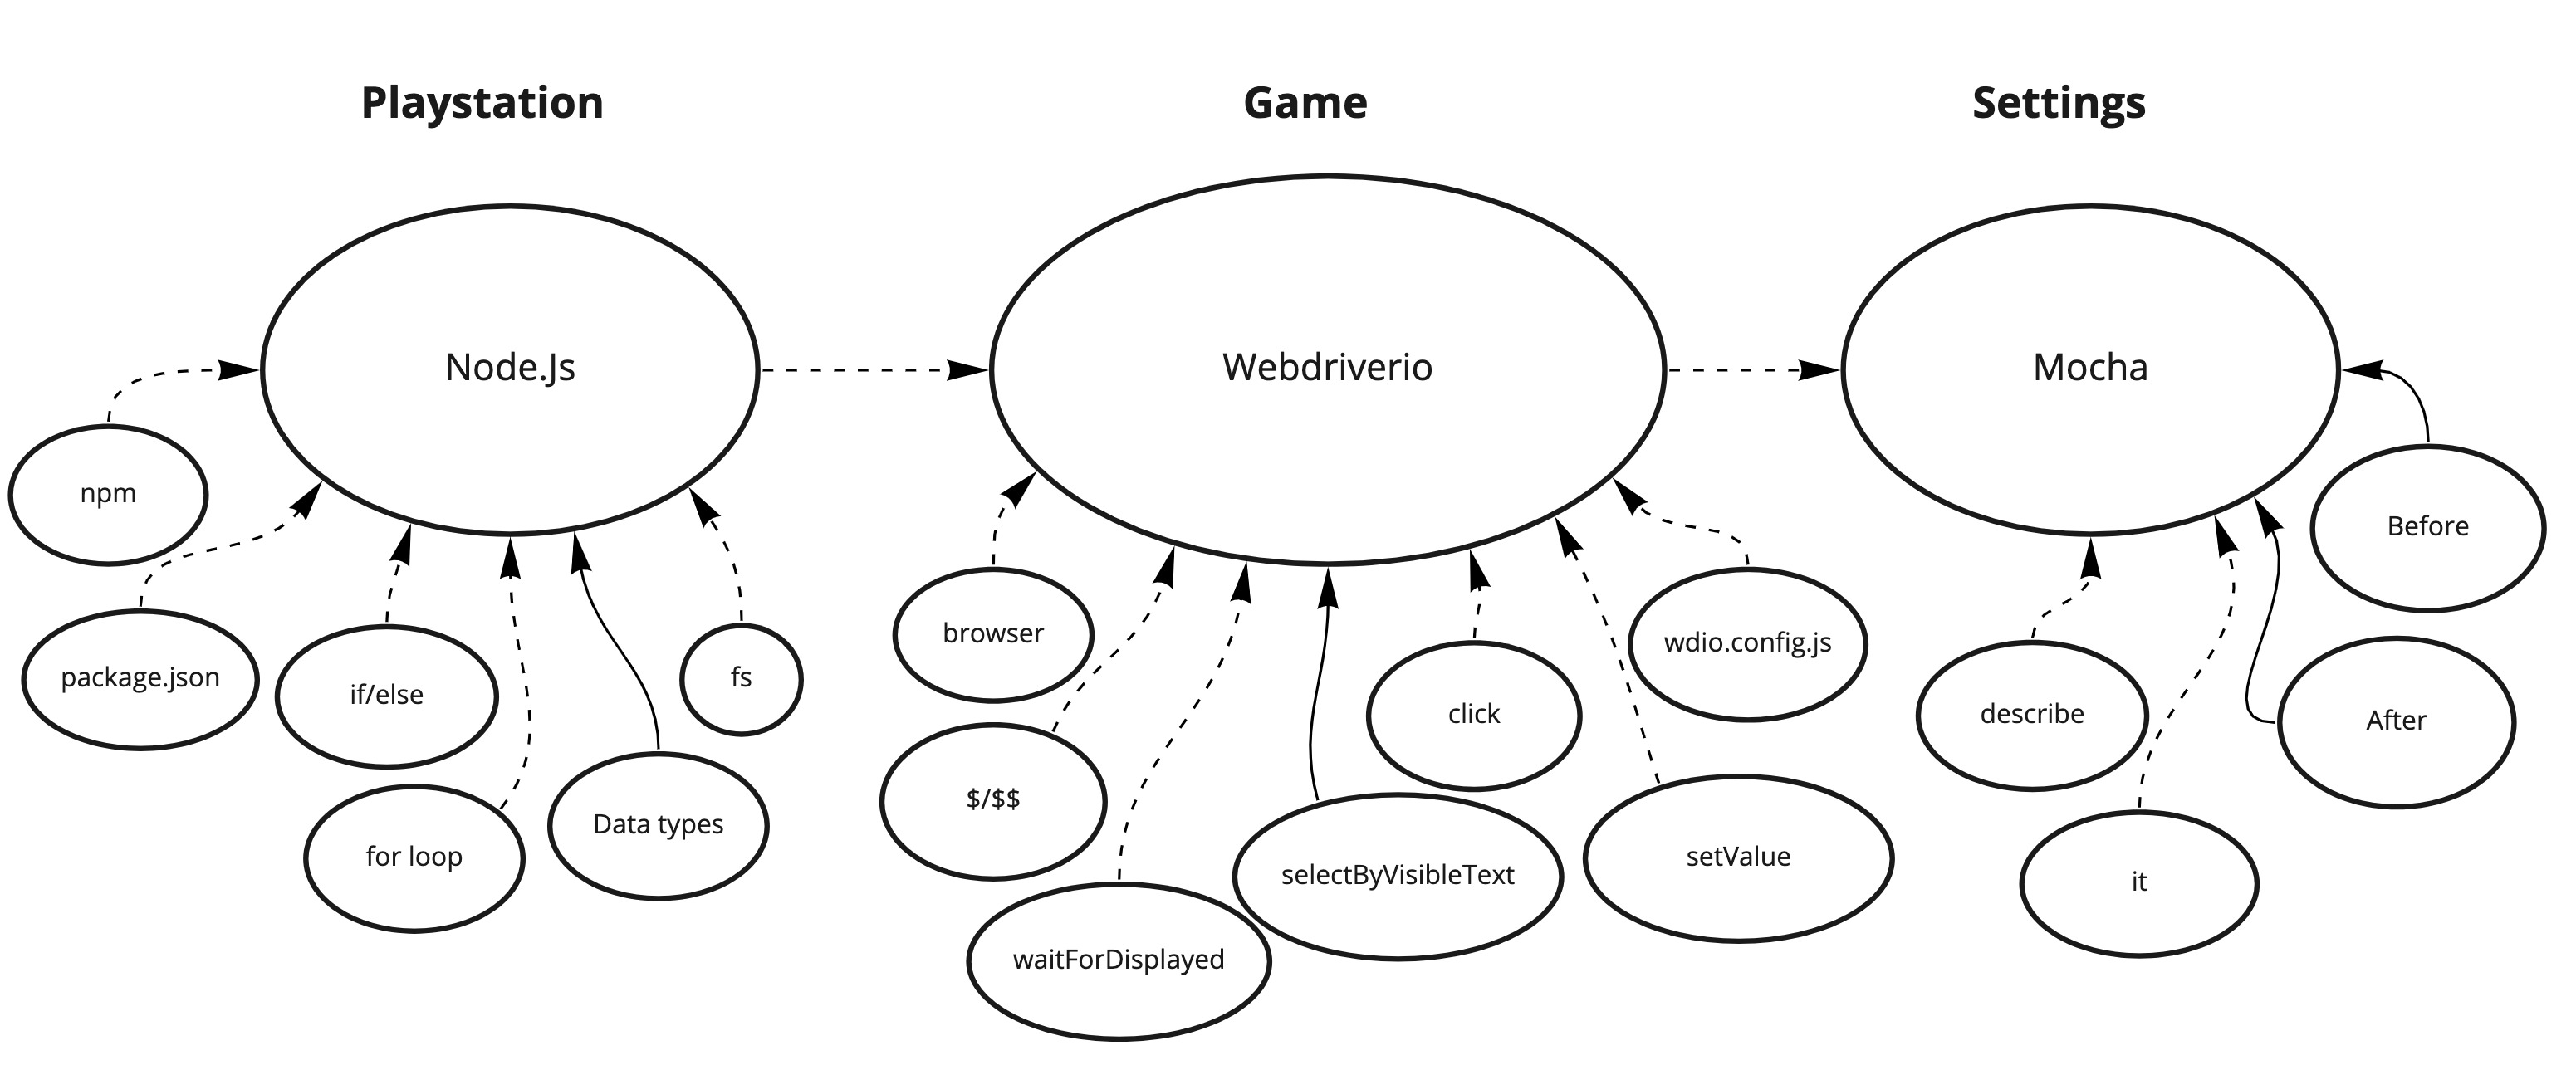 Playstation
Game
Settings
Node.Js
Webdriverio
Mocha
npm
package.json
if/else
for loop
Data types
fs
browser
$/$$
waitForDisplayed
selectByVisibleText
click
setValue
wdio.config.js
describe
it
After
Before